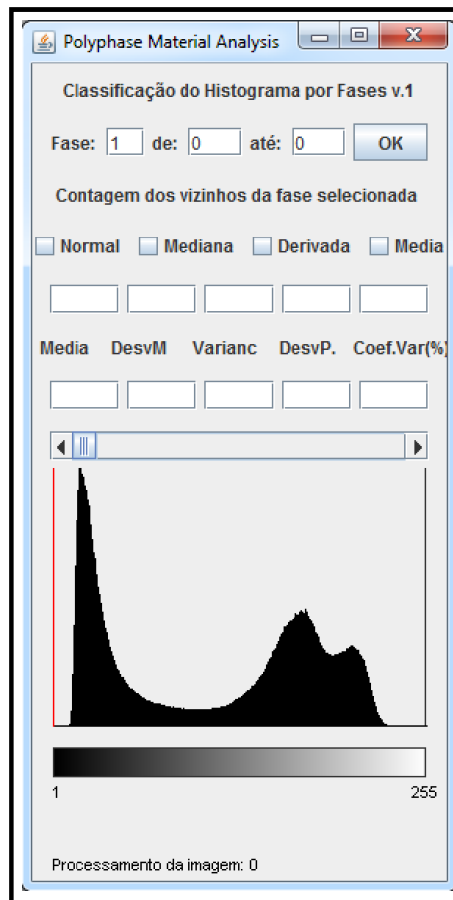 Polyphase Material Analysis
Classificação do Histograma por Fases v.1
Fase: 1 de: 0 até: 0 OK
Contagem dos vizinhos da fase selecionada
Normal Mediana Derivada Media
Media DesvM Varianc DesvP. Coef.Var(%)
1 255
Processamento da imagem: 0